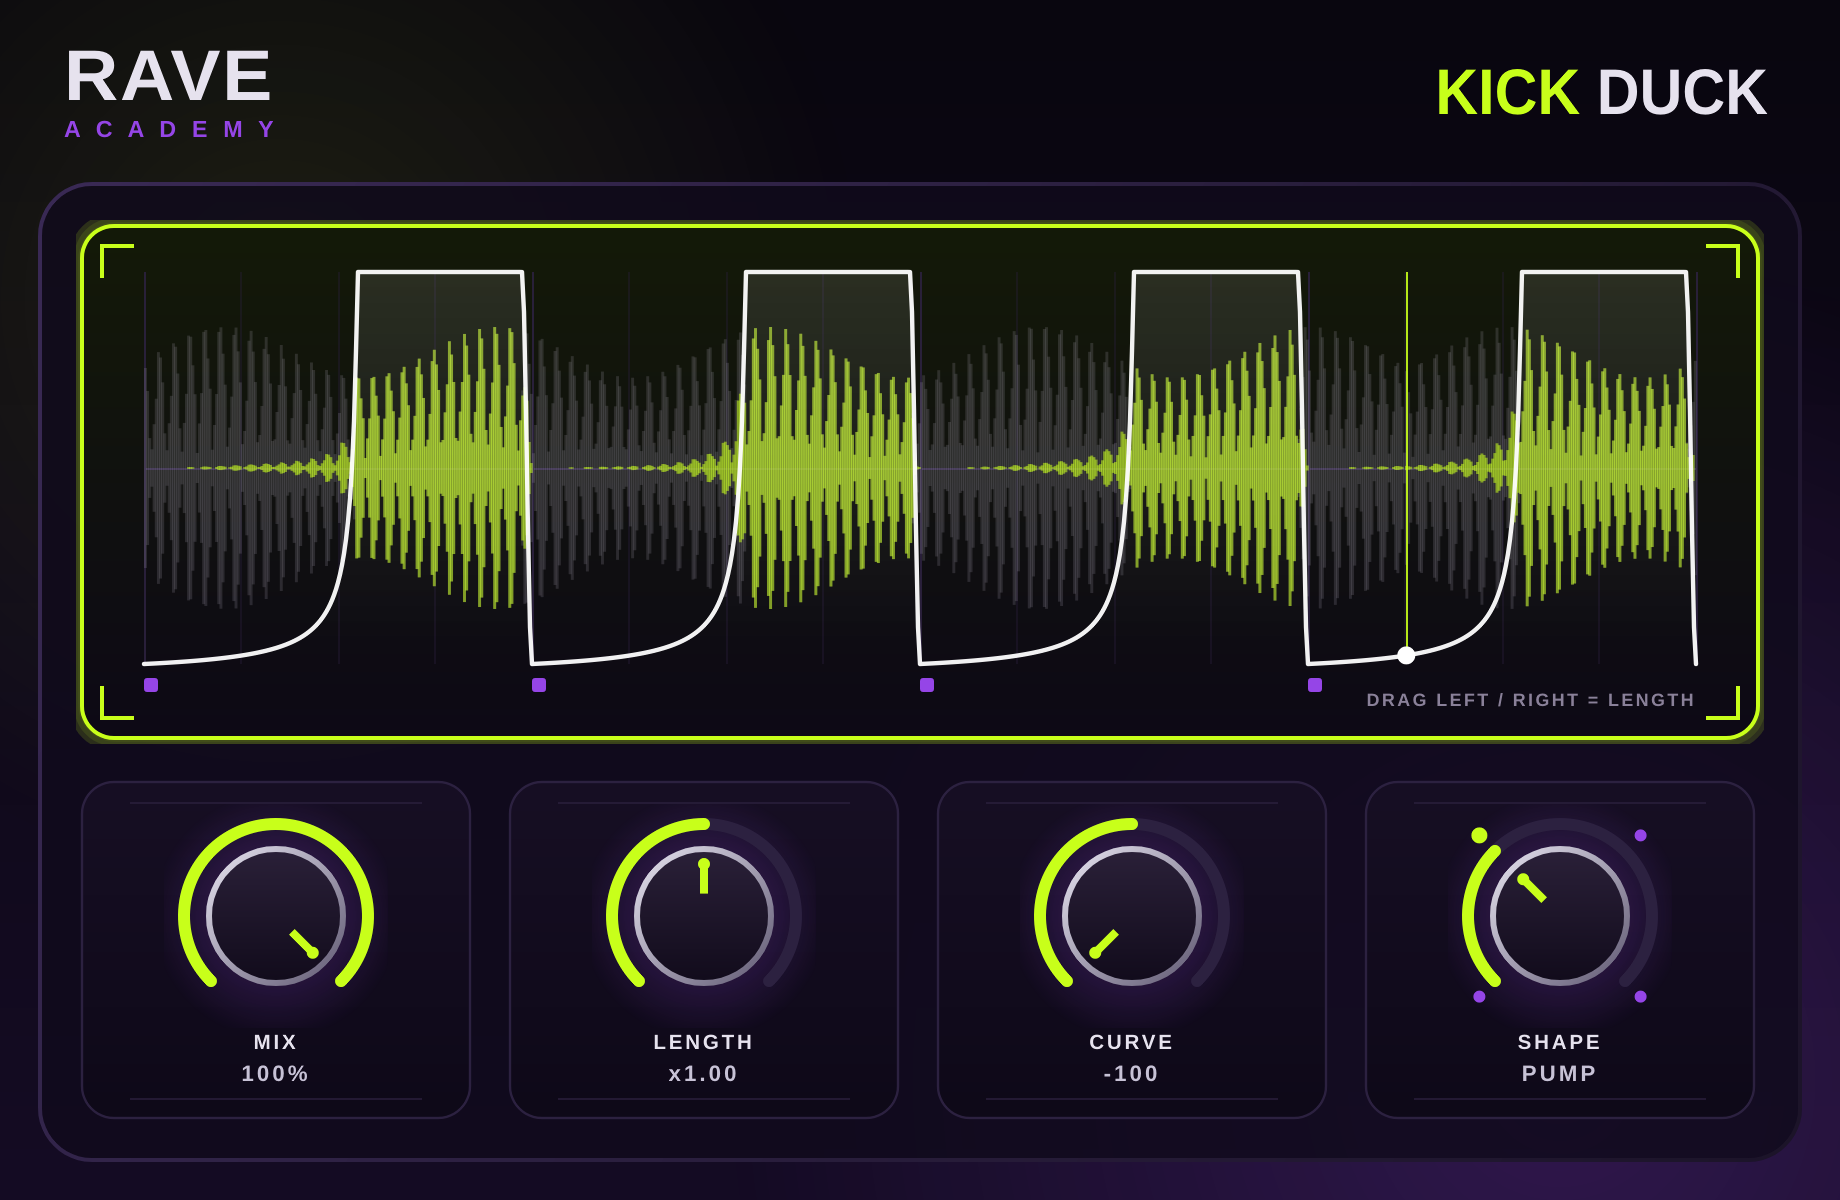 RAVE
ACADEMY
KICK DUCK
DRAG LEFT / RIGHT = LENGTH
MIX
100%
LENGTH
x1.00
CURVE
-100
SHAPE
PUMP